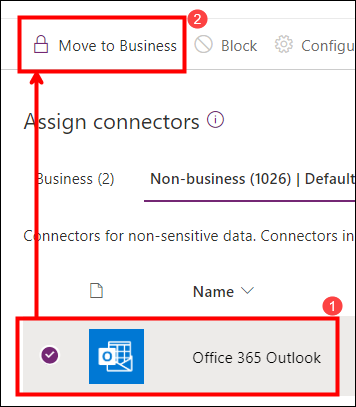 2
Move to Business Block Configu
Assign connectors
Business (2) Non-business (1026) | Default
Connectors for non-sensitive data. Connectors in
Name
1
Office 365 Outlook